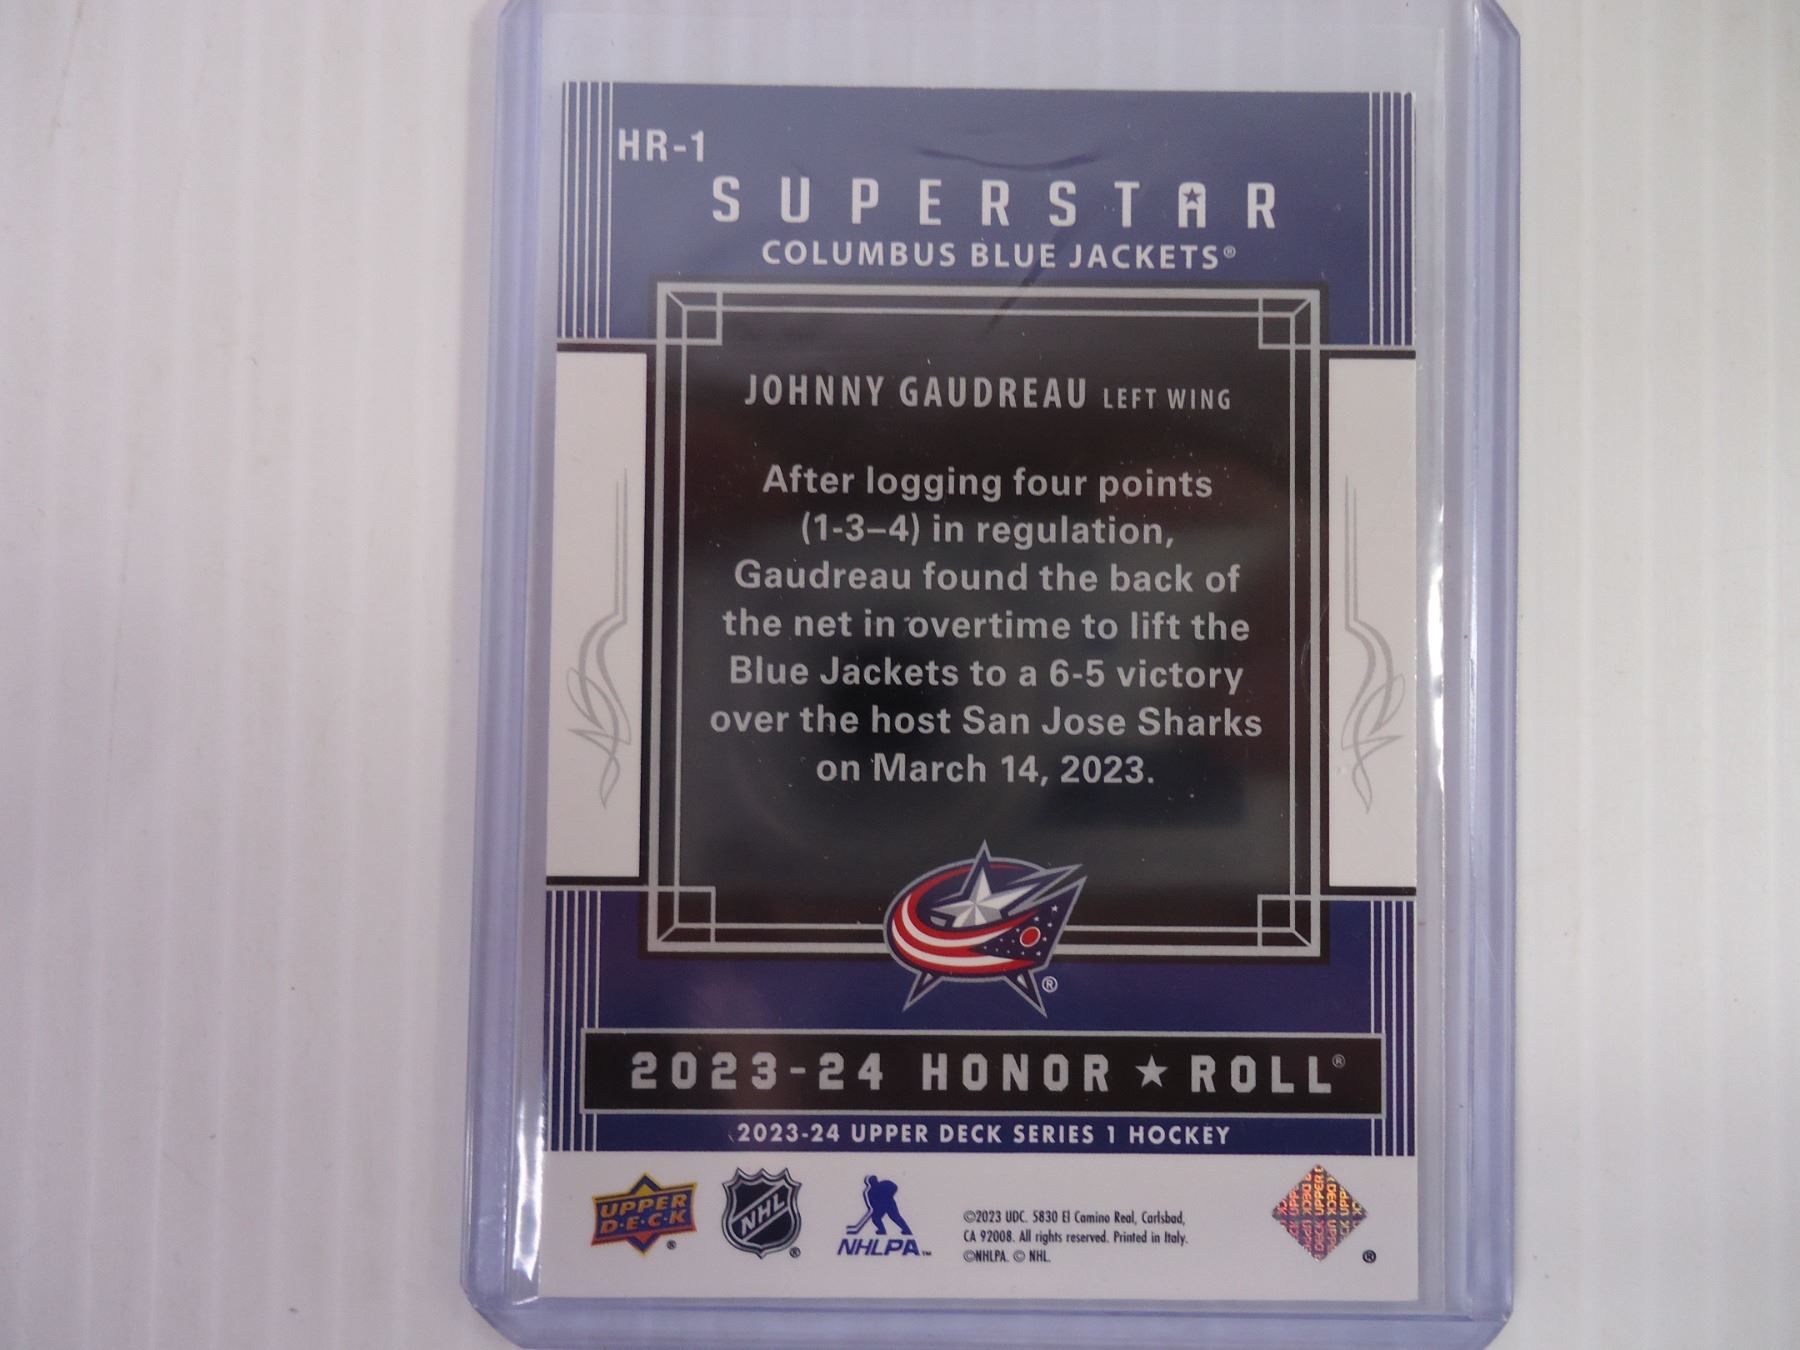 HR-1
SUPERSTAR
COLUMBUS BLUE JACKETS®
JOHNNY GAUDREAU LEFT WING
After logging four points
(1-3–4) in regulation,
Gaudreau found the back of
the net in overtime to lift the
Blue Jackets to a 6-5 victory
over the host San Jose Sharks
on March 14, 2023.
®
2023-24 HONOR ★ ROLL®
2023-24 UPPER DECK SERIES 1 HOCKEY
UPPER
D·E·C·K ®
NHL ®
NHLPA™
©2023 UDC. 5830 El Camino Real, Carlsbad,
CA 92008. All rights reserved. Printed in Italy.
©NHLPA. © NHL.
®